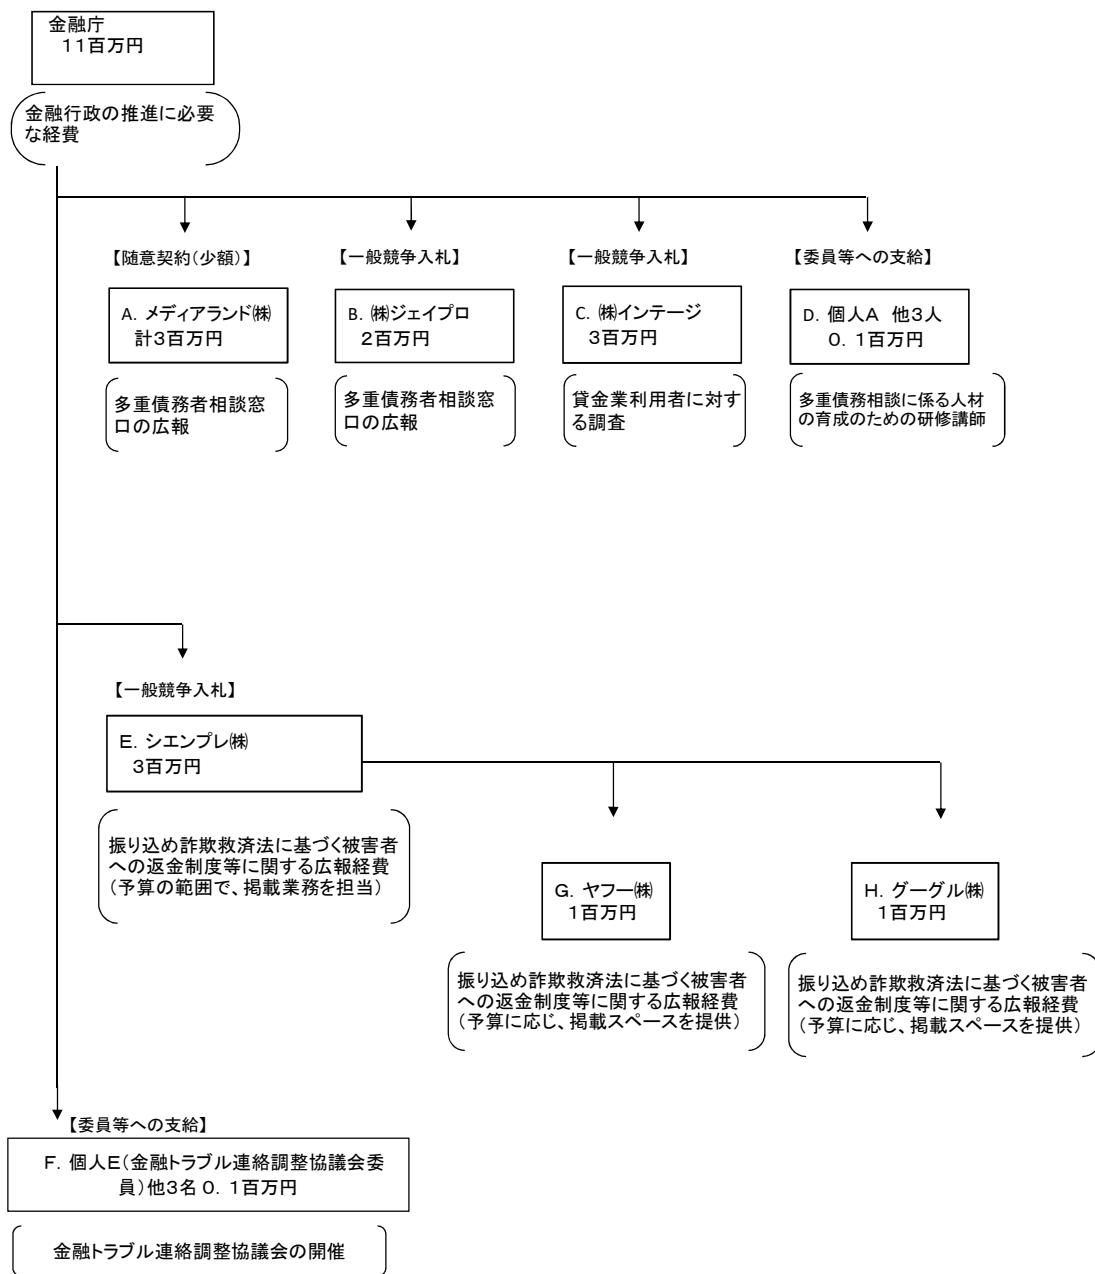 金融庁
11百万円
金融行政の推進に必要
な経費
【随意契約(少額)】
【一般競争入札】
【一般競争入札】
【委員等への支給】
A. メディアランド㈱
計3百万円
B. ㈱ジェイプロ
2百万円
C. ㈱インテージ
3百万円
D. 個人A 他3人
0. 1百万円
多重債務者相談窓
口の広報
多重債務者相談窓
口の広報
貸金業利用者に対す
る調査
多重債務相談に係る人材
の育成のための研修講師
【一般競争入札】
E. シエンプレ㈱
3百万円
振り込め詐欺救済法に基づく被害者
への返金制度等に関する広報経費
(予算の範囲で、掲載業務を担当)
G. ヤフー㈱
1百万円
H. グーグル㈱
1百万円
振り込め詐欺救済法に基づく被害者
への返金制度等に関する広報経費
(予算に応じ、掲載スペースを提供)
振り込め詐欺救済法に基づく被害者
への返金制度等に関する広報経費
(予算に応じ、掲載スペースを提供)
【委員等への支給】
F. 個人E(金融トラブル連絡調整協議会委
員)他3名 0. 1百万円
金融トラブル連絡調整協議会の開催